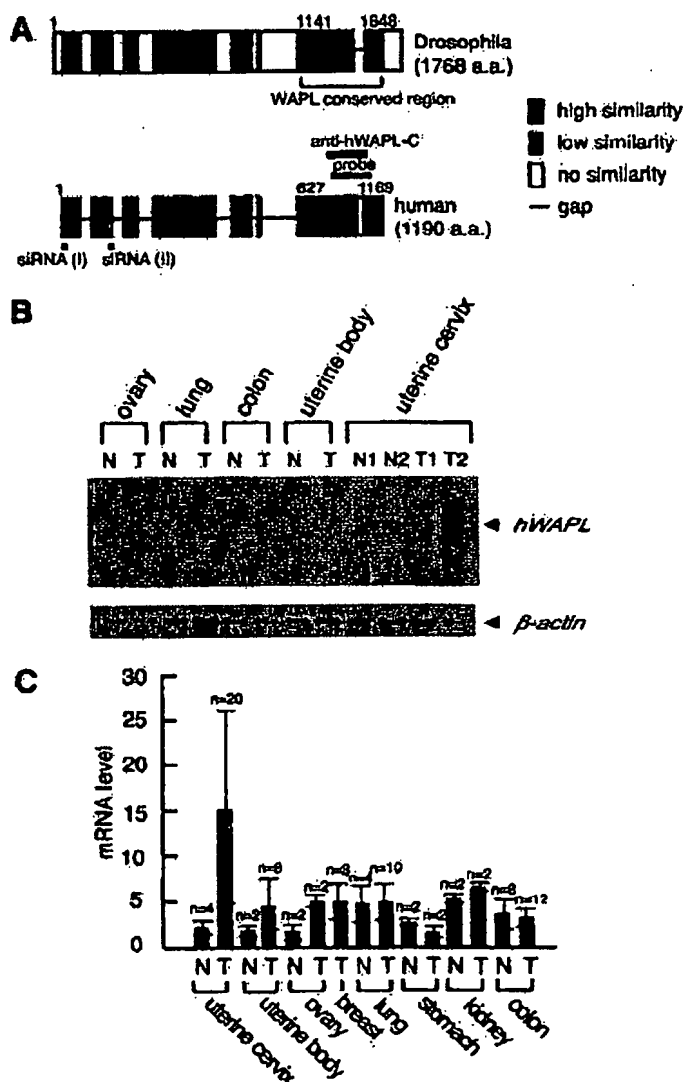 A
1
1141
1648
Drosophila
(1768 a.a.)
WAPL conserved region
high similarity
low similarity
no similarity
gap
anti-hWAPL-C
probe
1
627
1169
human
(1190 a.a.)
siRNA (I)
siRNA (II)
B
ovary
lung
colon
uterine body
uterine cervix
N T N T N T N T N1 N2 T1 T2
hWAPL
β-actin
C
mRNA level
30
25
20
15
10
5
0
n=4
n=20
n=2
n=8
n=2
n=2
n=3
n=4
n=10
n=2
n=2
n=2
n=2
n=8
n=12
N T N T N T T N T N T N T N T
uterine cervix
uterine body
ovary
breast
lung
stomach
kidney
colon